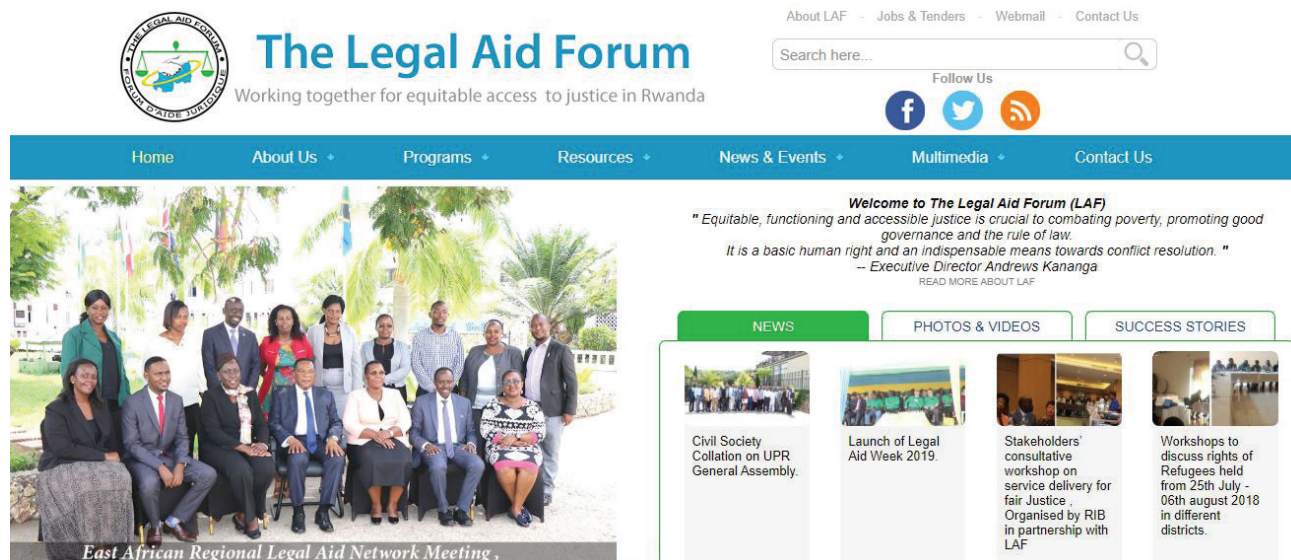 THE LEGAL AID FORUM
FORUM D'AIDE JURIDIQUE
The Legal Aid Forum
Working together for equitable access to justice in Rwanda
About LAF - Jobs & Tenders - Webmail - Contact Us
Search here...
Follow Us
Home About Us Programs Resources News & Events Multimedia Contact Us
East African Regional Legal Aid Network Meeting ,
Welcome to The Legal Aid Forum (LAF)
" Equitable, functioning and accessible justice is crucial to combating poverty, promoting good
governance and the rule of law.
It is a basic human right and an indispensable means towards conflict resolution. "
-- Executive Director Andrews Kananga
READ MORE ABOUT LAF
NEWS PHOTOS & VIDEOS SUCCESS STORIES
Civil Society
Collation on UPR
General Assembly.
Launch of Legal
Aid Week 2019.
Stakeholders'
consultative
workshop on
service delivery for
fair Justice ,
Organised by RIB
in partnership with
LAF
Workshops to
discuss rights of
Refugees held
from 25th July -
06th august 2018
in different
districts.